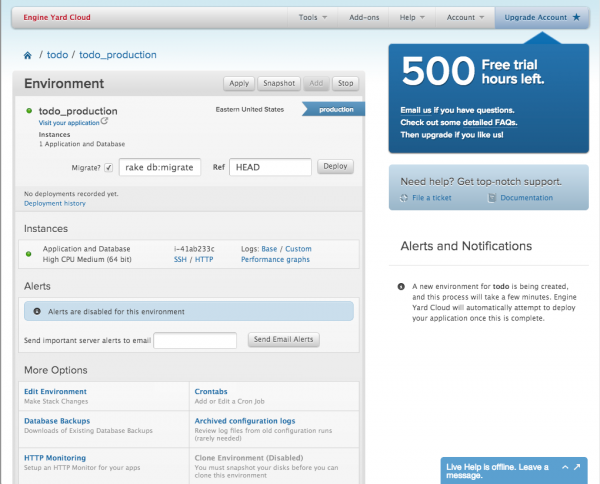 Engine Yard Cloud
Tools Add-ons Help Account Upgrade Account
/ todo / todo_production
Environment
Apply Snapshot Add Stop
todo_production
Eastern United States
production
Visit your application
Instances
1 Application and Database
Migrate? rake db:migrate Ref HEAD Deploy
No deployments recorded yet.
Deployment history
Instances
Application and Database i-41ab233c Logs: Base / Custom
High CPU Medium (64 bit) SSH / HTTP Performance graphs
Alerts
Alerts are disabled for this environment
Send important server alerts to email Send Email Alerts
More Options
Edit Environment
Make Stack Changes
Crontabs
Add or Edit a Cron Job
Database Backups
Downloads of Existing Database Backups
Archived configuration logs
Review log files from old configuration runs
(rarely needed)
HTTP Monitoring
Setup an HTTP Monitor for your apps
Clone Environment (Disabled)
You must snapshot your disks before you can
clone this environment
500 Free trial
hours left.
Email us if you have questions.
Check out some detailed FAQs.
Then upgrade if you like us!
Need help? Get top-notch support.
File a ticket Documentation
Alerts and Notifications
A new environment for todo is being created,
and this process will take a few minutes. Engine
Yard Cloud will automatically attempt to deploy
your application once this is complete.
Live Help is offline. Leave a
message.